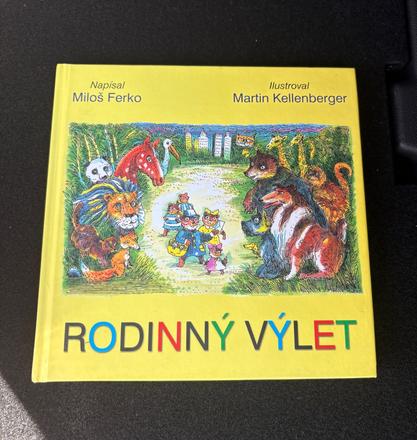 Napísal
Miloš Ferko
Ilustroval
Martin Kellenberger
RODINNÝ VÝLET